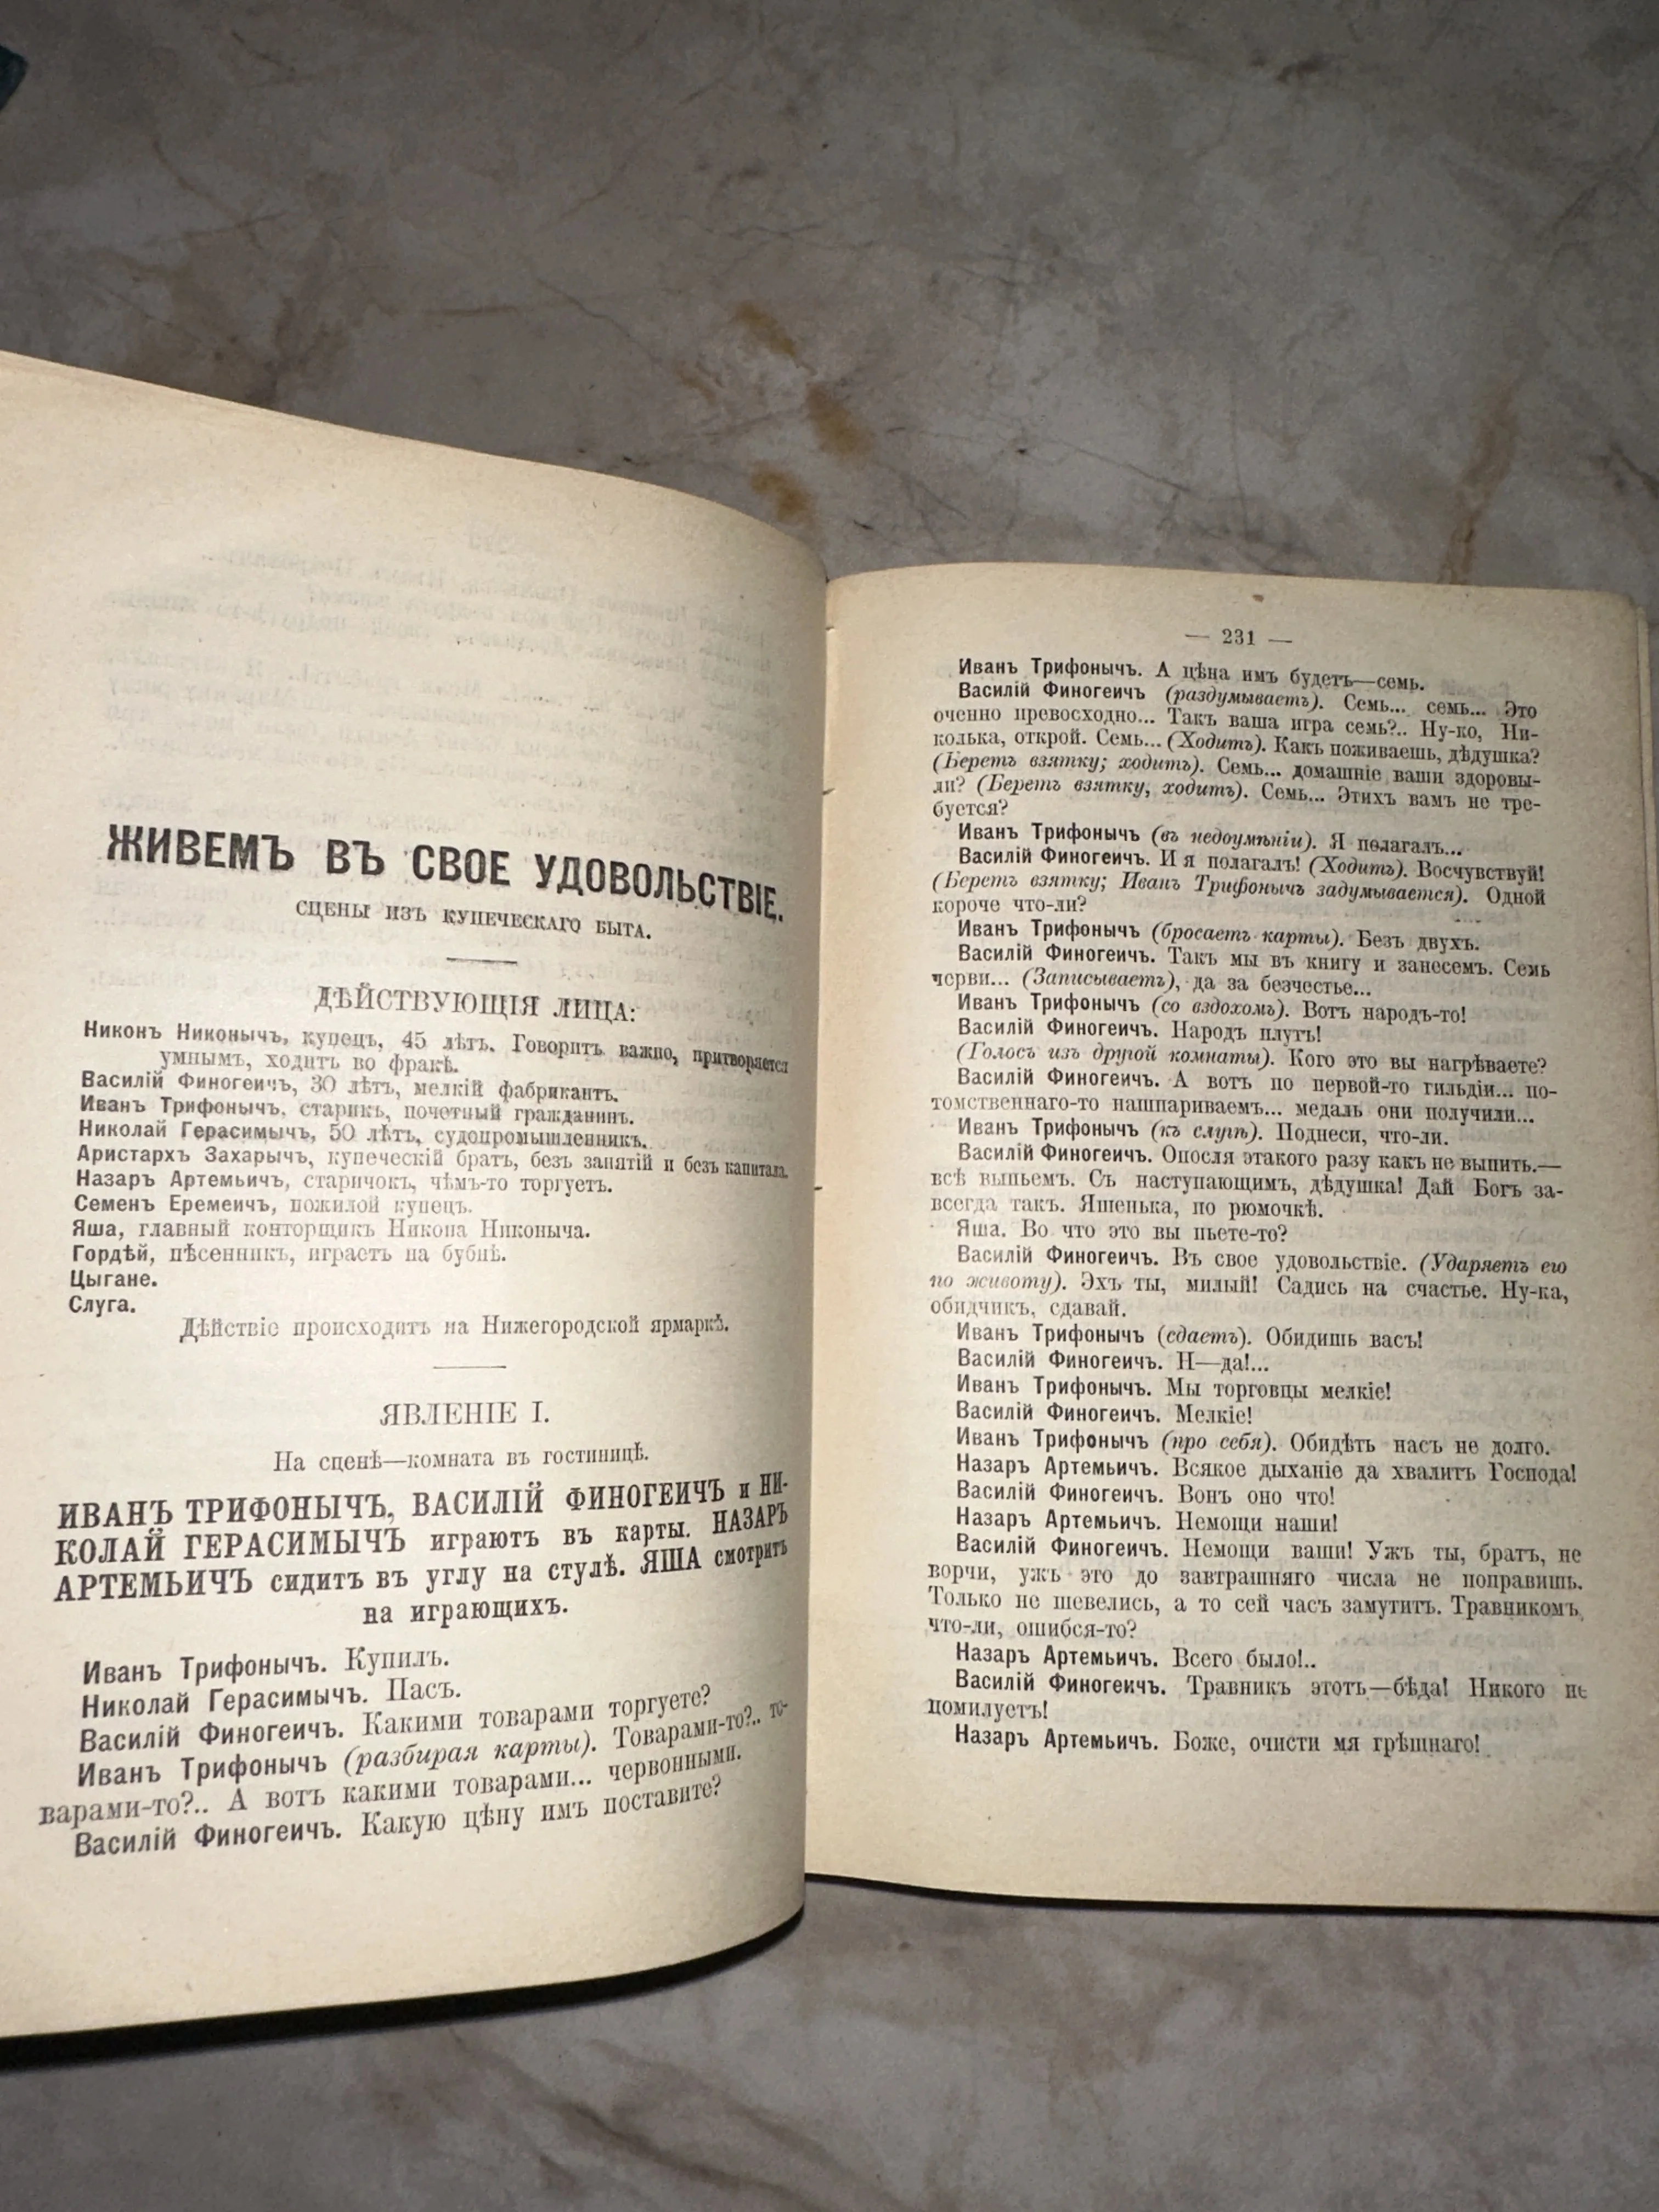 ЖИВЕМЪ ВЪ СВОЕ УДОВОЛЬСТВІЕ.
СЦЕНЫ ИЗЪ КУПЕЧЕСКАГО БЫТА.
ДѢЙСТВУЮЩІЯ ЛИЦА:
Никонъ Никонычъ, купецъ, 45 лѣтъ. Говоритъ важно, притворяется
умнымъ, ходитъ во фракѣ.
Василій Финогеичъ, 30 лѣтъ, мелкій фабрикантъ.
Иванъ Трифонычъ, старикъ, почетный гражданинъ.
Николай Герасимычъ, 50 лѣтъ, судопромышленникъ.
Аристархъ Захарычъ, купеческій братъ, безъ занятій и безъ капитала.
Назаръ Артемьичъ, старичокъ, чѣмъ-то торгуетъ.
Семенъ Еремеичъ, пожилой купецъ.
Яша, главный конторщикъ Никона Никоныча.
Гордѣй, пѣсенникъ, играетъ на бубнѣ.
Цыгане.
Слуга.
Дѣйствіе происходитъ на Нижегородской ярмаркѣ.
ЯВЛЕНІЕ I.
На сценѣ—комната въ гостиницѣ.
ИВАНЪ ТРИФОНЫЧЪ, ВАСИЛІЙ ФИНОГЕИЧЪ и НИ-
КОЛАЙ ГЕРАСИМЫЧЪ играютъ въ карты. НАЗАРЪ
АРТЕМЬИЧЪ сидитъ въ углу на стулѣ. ЯША смотритъ
на играющихъ.
Иванъ Трифонычъ. Купилъ.
Николай Герасимычъ. Пасъ.
Василій Финогеичъ. Какими товарами торгуете?
Иванъ Трифонычъ (разбирая карты). Товарами-то?.. то-
варами-то?.. А вотъ какими товарами... червонными.
Василій Финогеичъ. Какую цѣну имъ поставите?
— 231 —
Иванъ Трифонычъ. А цѣна имъ будетъ—семь.
Василій Финогеичъ (раздумываетъ). Семь... семь... Это
оченно превосходно... Такъ ваша игра семь?.. Ну-ко, Ни-
колька, открой. Семь... (Ходитъ). Какъ поживаешь, дѣдушка?
(Беретъ взятку; ходитъ). Семь... домашніе ваши здоровы-
ли? (Беретъ взятку, ходитъ). Семь... Этихъ вамъ не тре-
буется?
Иванъ Трифонычъ (въ недоумѣніи). Я полагалъ...
Василій Финогеичъ. И я полагалъ! (Ходитъ). Восчувствуй!
(Беретъ взятку; Иванъ Трифонычъ задумывается). Одной
короче что-ли?
Иванъ Трифонычъ (бросаетъ карты). Безъ двухъ.
Василій Финогеичъ. Такъ мы въ книгу и занесемъ. Семь
черви... (Записываетъ), да за безчестье...
Иванъ Трифонычъ (со вздохомъ). Вотъ народъ-то!
Василій Финогеичъ. Народъ плутъ!
(Голосъ изъ другой комнаты). Кого это вы нагрѣваете?
Василій Финогеичъ. А вотъ по первой-то гильдіи... по-
томственнаго-то нашпариваемъ... медаль они получили...
Иванъ Трифонычъ (къ слугѣ). Поднеси, что-ли.
Василій Финогеичъ. Опосля этакого разу какъ не выпить.—
всѣ выпьемъ. Съ наступающимъ, дѣдушка! Дай Богъ за-
всегда такъ. Яшенька, по рюмочкѣ.
Яша. Во что это вы пьете-то?
Василій Финогеичъ. Въ свое удовольствіе. (Ударяетъ его
по животу). Эхъ ты, милый! Садись на счастье. Ну-ка,
обидчикъ, сдавай.
Иванъ Трифонычъ (сдаетъ). Обидишь васъ!
Василій Финогеичъ. Н—да!...
Иванъ Трифонычъ. Мы торговцы мелкіе!
Василій Финогеичъ. Мелкіе!
Иванъ Трифонычъ (про себя). Обидѣть насъ не долго.
Назаръ Артемьичъ. Всякое дыханіе да хвалитъ Господа!
Василій Финогеичъ. Вонъ оно что!
Назаръ Артемьичъ. Немощи наши!
Василій Финогеичъ. Немощи ваши! Ужъ ты, братъ, не
ворчи, ужъ это до завтрашняго числа не поправишь.
Только не шевелись, а то сей часъ замутитъ. Травникомъ,
что-ли, ошибся-то?
Назаръ Артемьичъ. Всего было!..
Василій Финогеичъ. Травникъ этотъ—бѣда! Никого не
помилуетъ!
Назаръ Артемьичъ. Боже, очисти мя грѣшнаго!